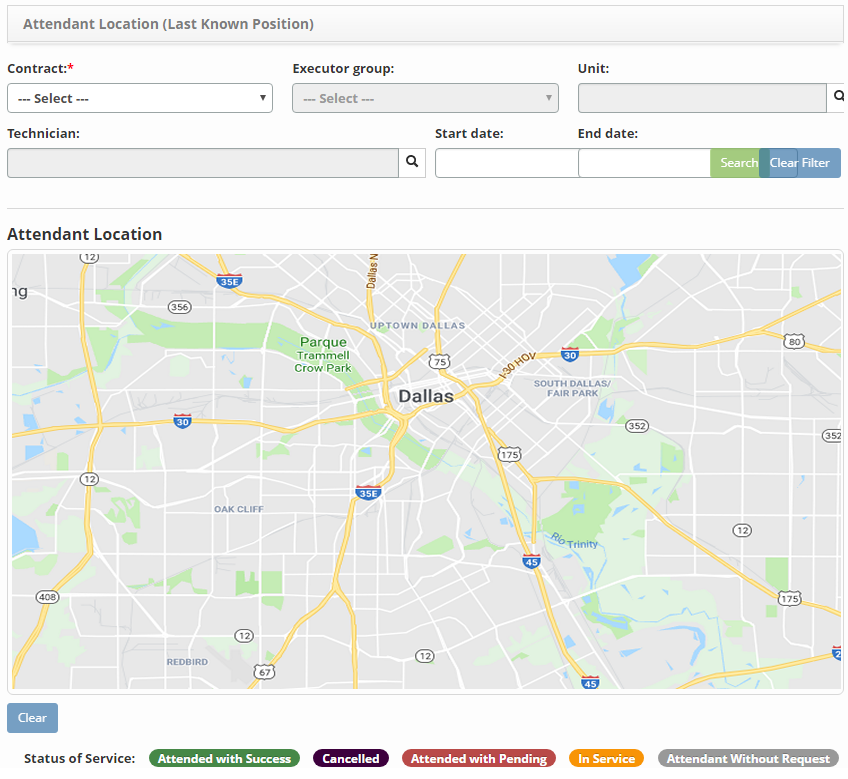 Attendant Location (Last Known Position)
Contract:* Executor group: Unit:
--- Select --- --- Select ---
Technician: Start date: End date:
Search Clear Filter
Attendant Location
12
35E
Dallas N
ng
356
UPTOWN DALLAS
Parque
Trammell
Crow Park
75
I-30 HOV
30
80
Dallas
SOUTH DALLAS/
FAIR PARK
30
352
352
175
12
35E
OAK CLIFF
12
Rio Trinity
45
408
175
12
12
REDBIRD
67
45
2
Clear
Status of Service: Attended with Success Cancelled Attended with Pending In Service Attendant Without Request